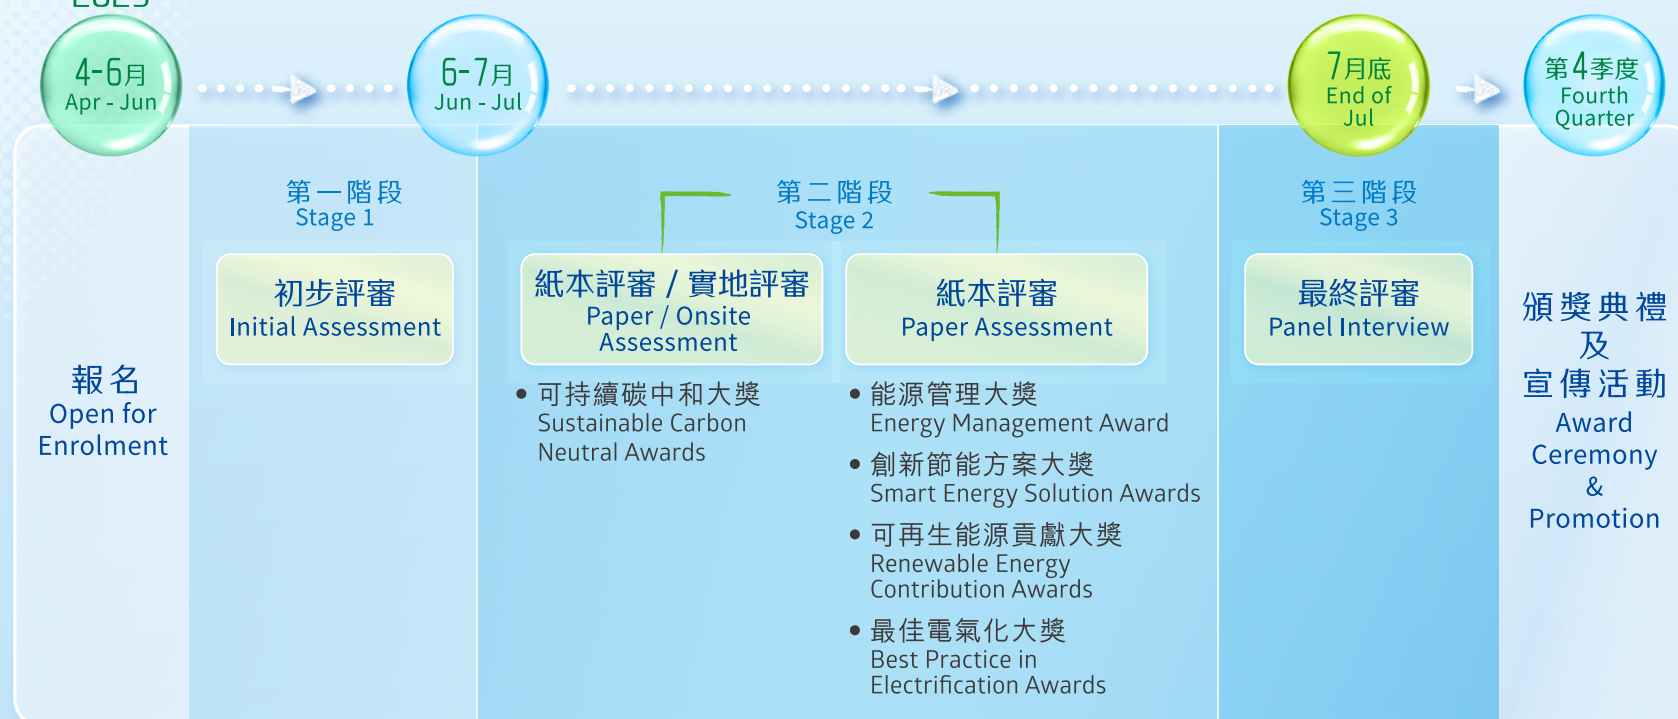 4-6月
Apr - Jun
6-7月
Jun - Jul
7月底
End of
Jul
第4季度
Fourth
Quarter
報名
Open for
Enrolment
第一階段
Stage 1
初步評審
Initial Assessment
第二階段
Stage 2
紙本評審 / 實地評審
Paper / Onsite
Assessment
• 可持續碳中和大獎
Sustainable Carbon
Neutral Awards
紙本評審
Paper Assessment
• 能源管理大獎
Energy Management Award
• 創新節能方案大獎
Smart Energy Solution Awards
• 可再生能源貢獻大獎
Renewable Energy
Contribution Awards
• 最佳電氣化大獎
Best Practice in
Electrification Awards
第三階段
Stage 3
最終評審
Panel Interview
頒獎典禮
及
宣傳活動
Award
Ceremony
&
Promotion